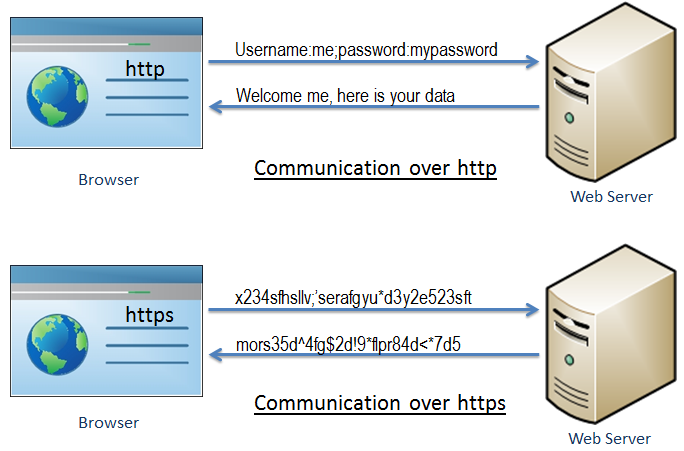 http
Username:me;password:mypassword
Welcome me, here is your data
Communication over http
Browser
Web Server
https
x234sfhsllv;’serafgyu*d3y2e523sft
mors35d^4fg$2d!9*flpr84d<*7d5
Communication over https
Browser
Web Server